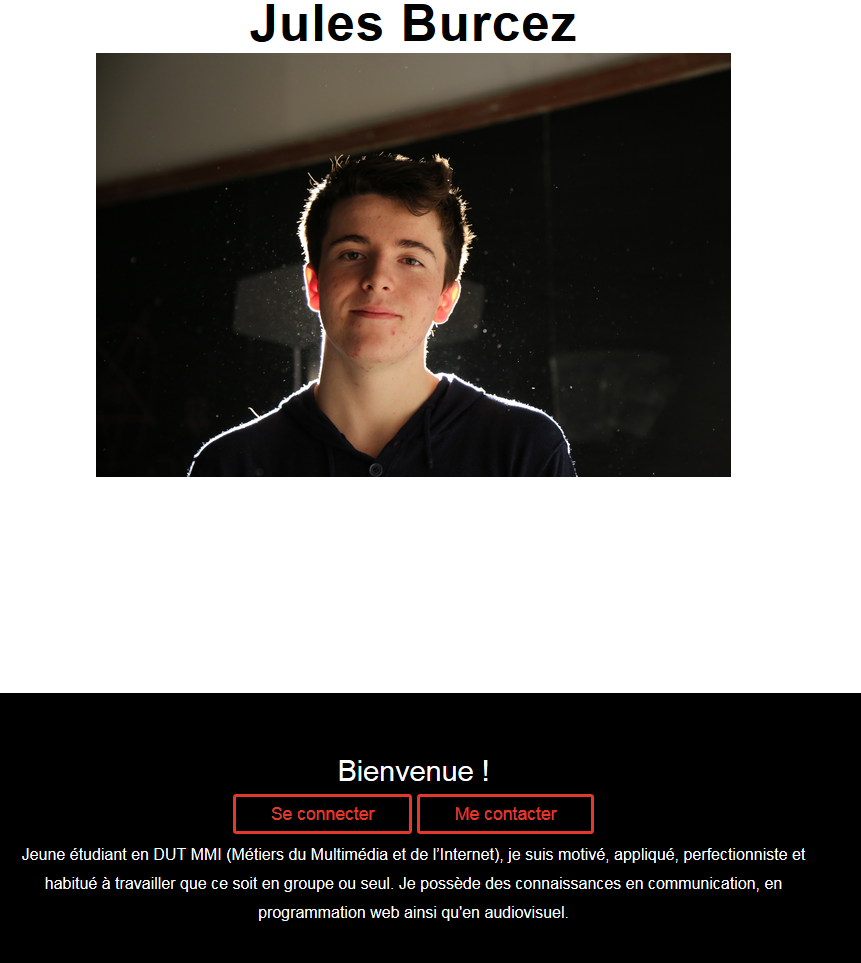 Jules Burcez
Bienvenue !
Se connecter
Me contacter
Jeune étudiant en DUT MMI (Métiers du Multimédia et de l’Internet), je suis motivé, appliqué, perfectionniste et
habitué à travailler que ce soit en groupe ou seul. Je possède des connaissances en communication, en
programmation web ainsi qu'en audiovisuel.